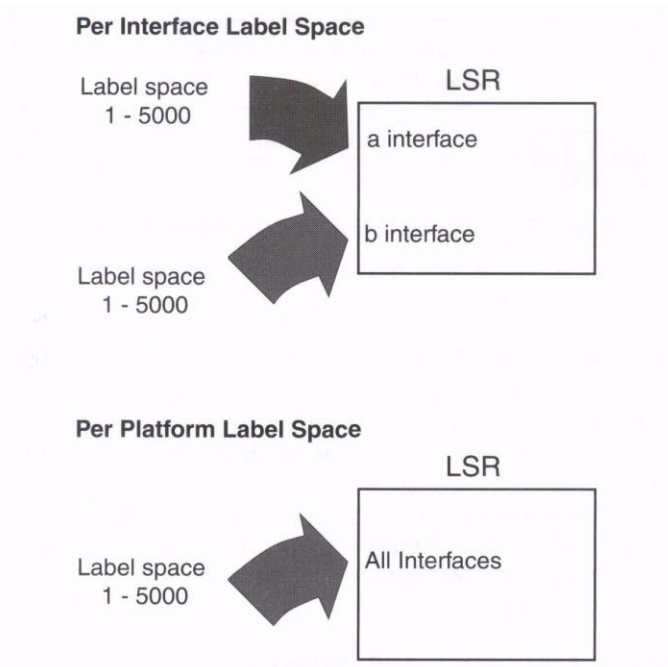 Per Interface Label Space
LSR
Label space
1 - 5000
a interface
b interface
Label space
1 - 5000
Per Platform Label Space
LSR
All Interfaces
Label space
1 - 5000